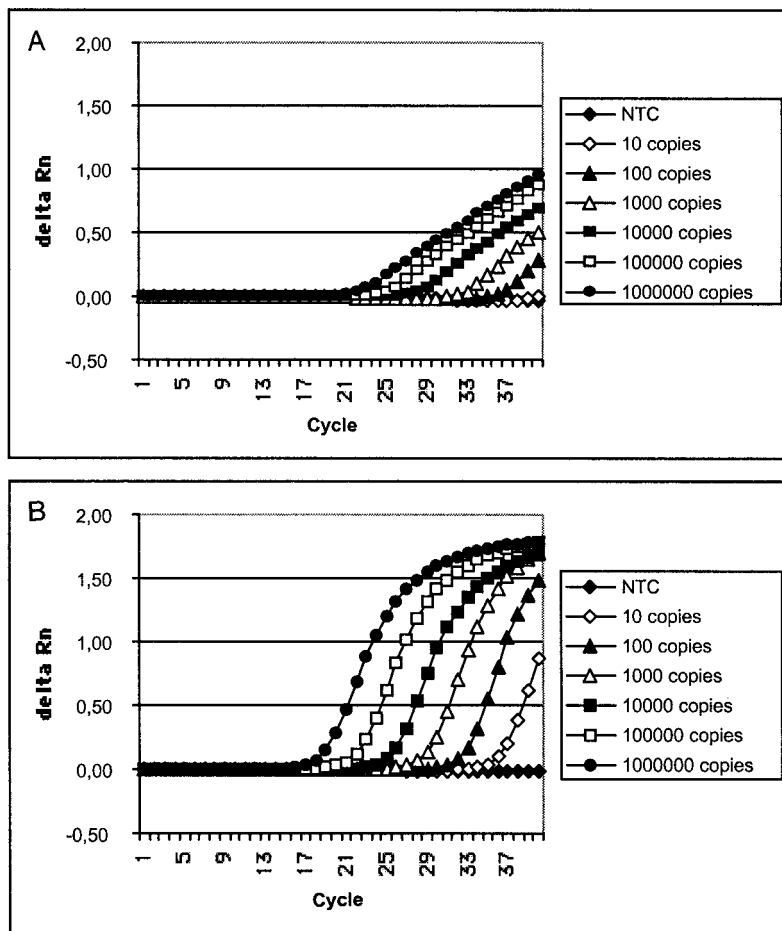 A
2,00
1,50
1,00
0,50
0,00
-0,50
delta Rn
1
5
9
13
17
21
25
29
33
37
Cycle
NTC
10 copies
100 copies
1000 copies
10000 copies
100000 copies
1000000 copies
B
2,00
1,50
1,00
0,50
0,00
-0,50
delta Rn
1
5
9
13
17
21
25
29
33
37
Cycle
NTC
10 copies
100 copies
1000 copies
10000 copies
100000 copies
1000000 copies